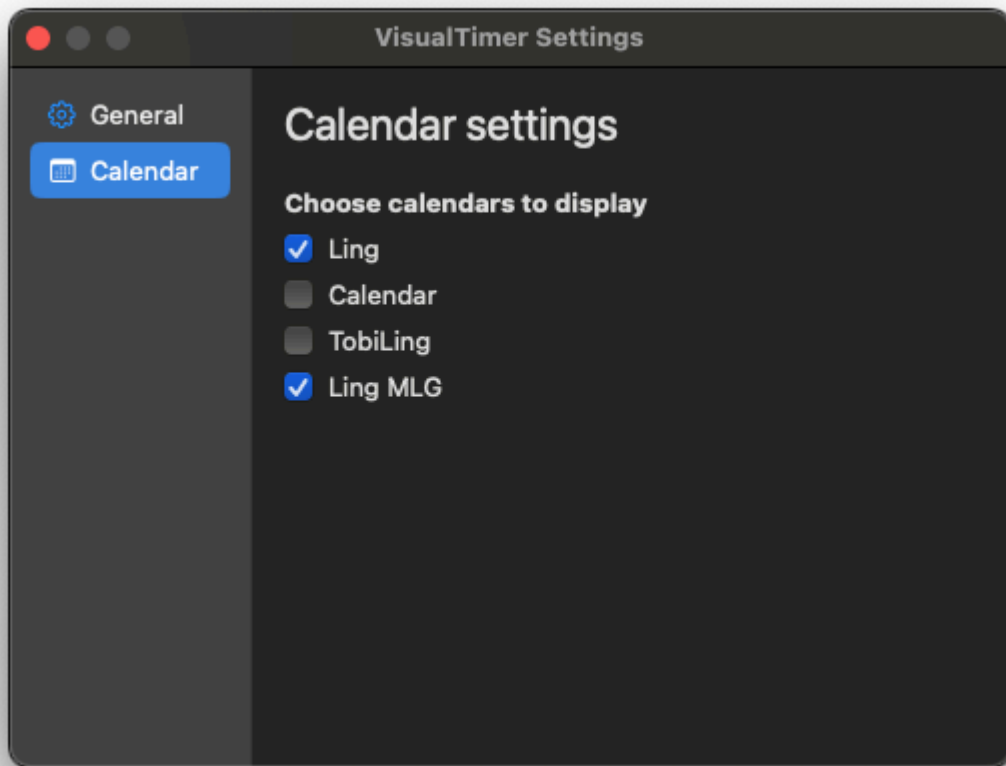 VisualTimer Settings
General
Calendar
Calendar settings
Choose calendars to display
Ling
Calendar
TobiLing
Ling MLG